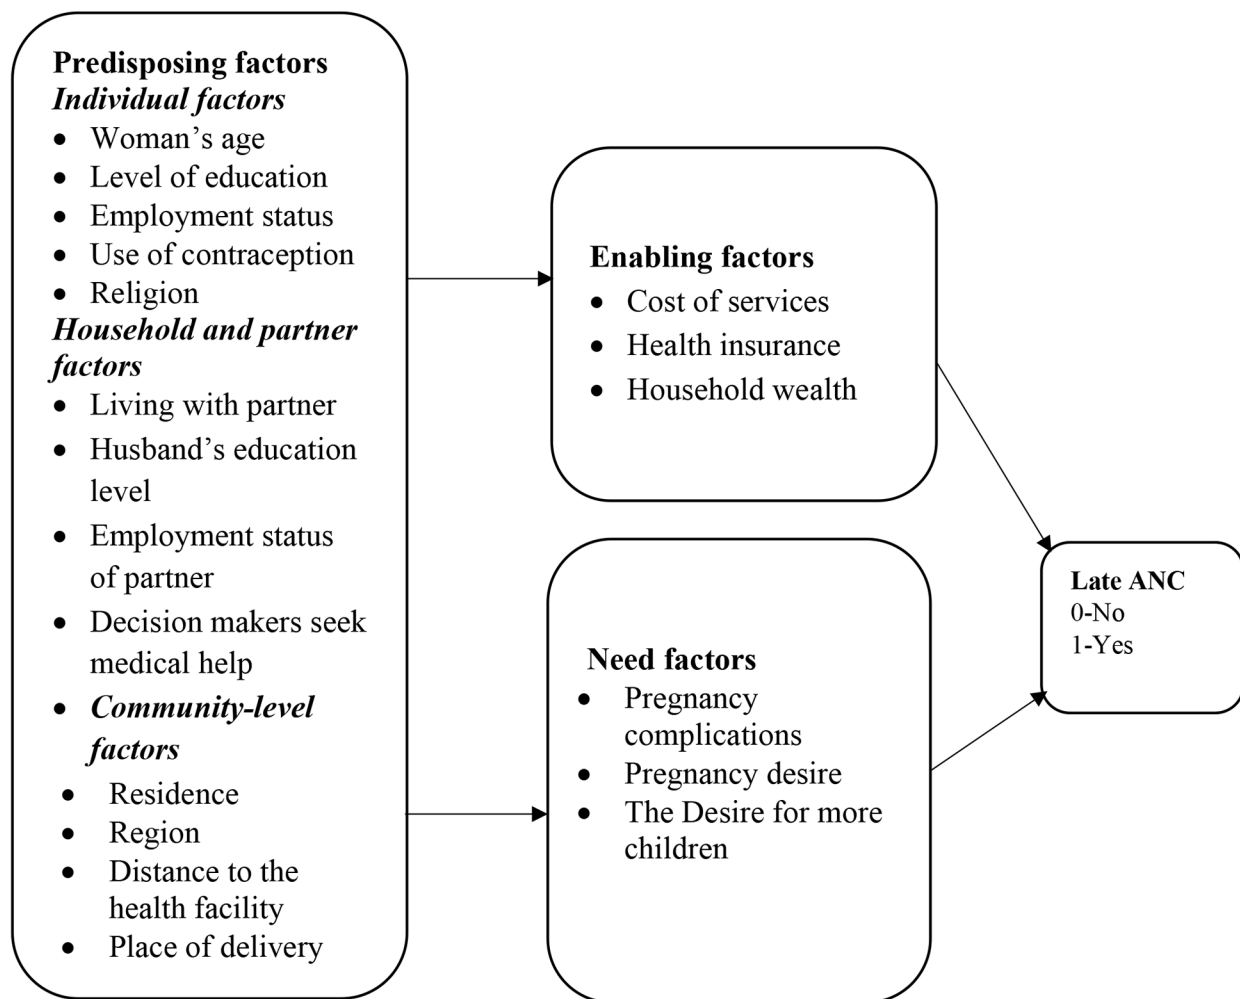 Predisposing factors
Individual factors
• Woman’s age
• Level of education
• Employment status
• Use of contraception
• Religion
Household and partner
factors
• Living with partner
• Husband’s education
level
• Employment status
of partner
• Decision makers seek
medical help
• Community-level
factors
• Residence
• Region
• Distance to the
health facility
• Place of delivery
Enabling factors
• Cost of services
• Health insurance
• Household wealth
Need factors
• Pregnancy
complications
• Pregnancy desire
• The Desire for more
children
Late ANC
0-No
1-Yes